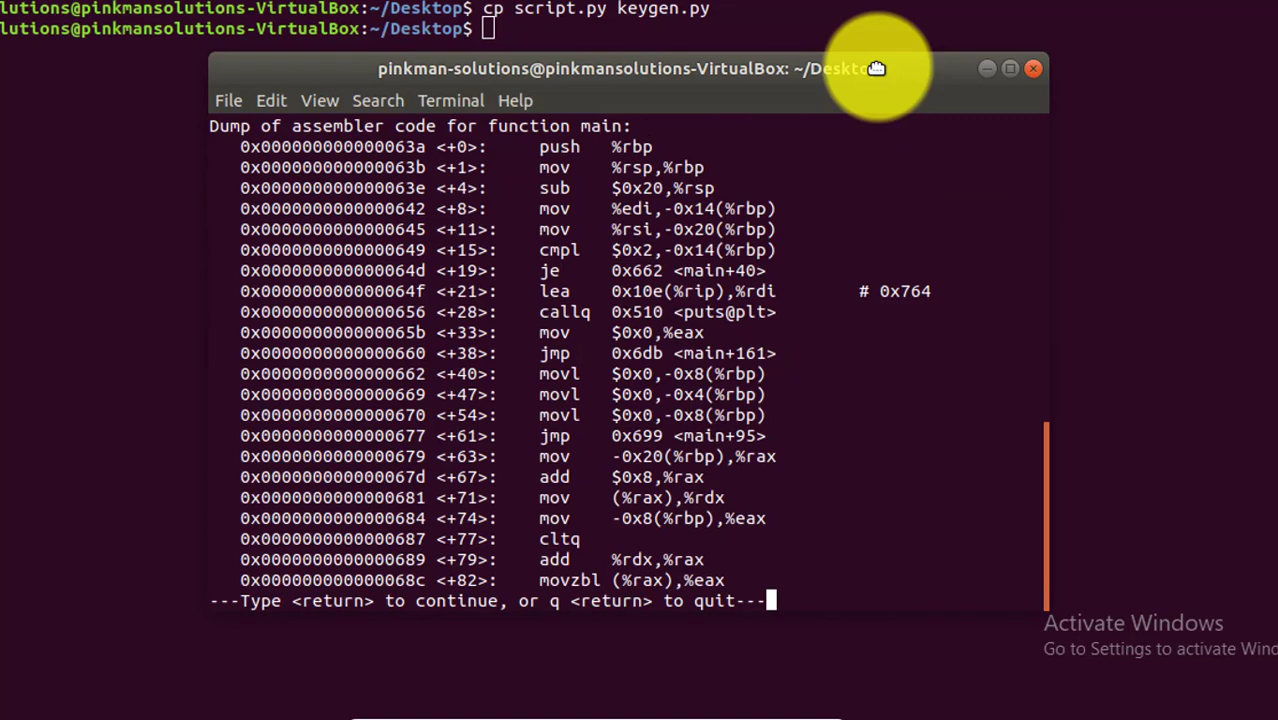 lutions@pinkmansolutions-VirtualBox:~/Desktop$ cp script.py keygen.py
lutions@pinkmansolutions-VirtualBox:~/Desktop$
pinkman-solutions@pinkmansolutions-VirtualBox: ~/Desktop
File Edit View Search Terminal Help
Dump of assembler code for function main:
0x000000000000063a <+0>: push %rbp
0x000000000000063b <+1>: mov %rsp,%rbp
0x000000000000063e <+4>: sub $0x20,%rsp
0x0000000000000642 <+8>: mov %edi,-0x14(%rbp)
0x0000000000000645 <+11>: mov %rsi,-0x20(%rbp)
0x0000000000000649 <+15>: cmpl $0x2,-0x14(%rbp)
0x000000000000064d <+19>: je 0x662 <main+40>
0x000000000000064f <+21>: lea 0x10e(%rip),%rdi # 0x764
0x0000000000000656 <+28>: callq 0x510 <puts@plt>
0x000000000000065b <+33>: mov $0x0,%eax
0x0000000000000660 <+38>: jmp 0x6db <main+161>
0x0000000000000662 <+40>: movl $0x0,-0x8(%rbp)
0x0000000000000669 <+47>: movl $0x0,-0x4(%rbp)
0x0000000000000670 <+54>: movl $0x0,-0x8(%rbp)
0x0000000000000677 <+61>: jmp 0x699 <main+95>
0x0000000000000679 <+63>: mov -0x20(%rbp),%rax
0x000000000000067d <+67>: add $0x8,%rax
0x0000000000000681 <+71>: mov (%rax),%rdx
0x0000000000000684 <+74>: mov -0x8(%rbp),%eax
0x0000000000000687 <+77>: cltq
0x0000000000000689 <+79>: add %rdx,%rax
0x000000000000068c <+82>: movzbl (%rax),%eax
---Type <return> to continue, or q <return> to quit---
Activate Windows
Go to Settings to activate Wind